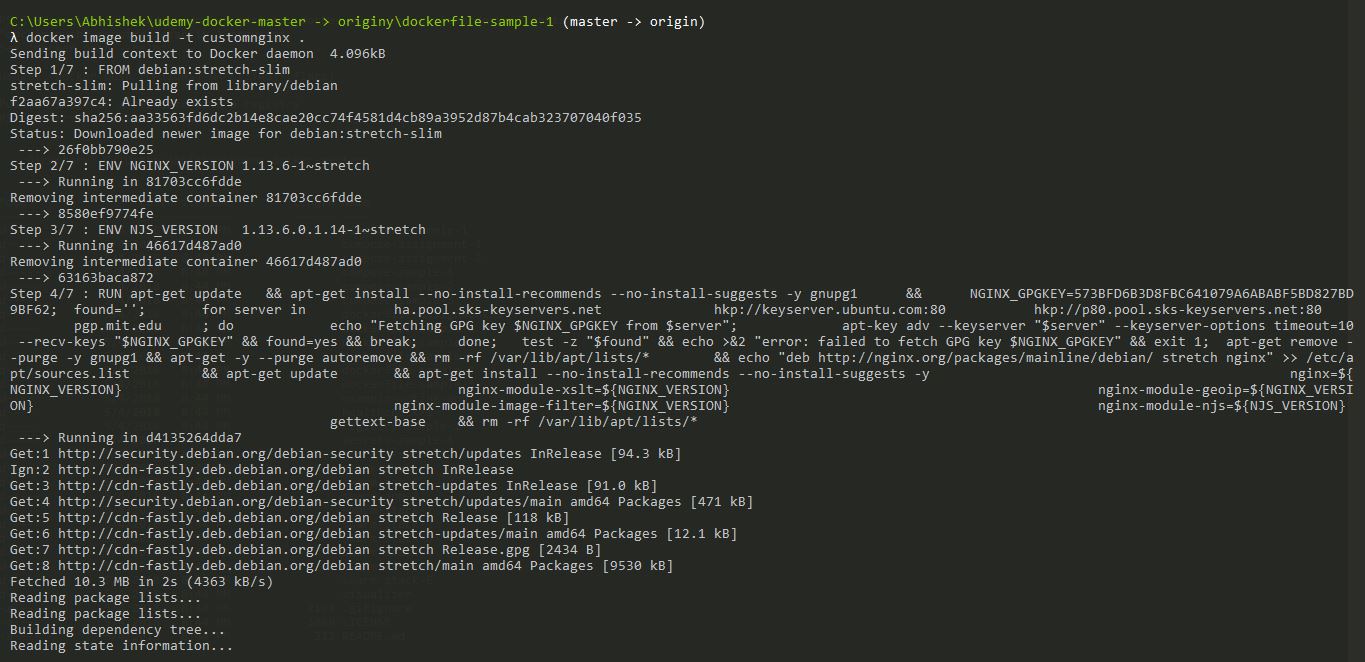 C:\Users\Abhishek\udemy-docker-master -> originy\dockerfile-sample-1 (master -> origin)
λ docker image build -t customnginx .
Sending build context to Docker daemon  4.096kB
Step 1/7 : FROM debian:stretch-slim
stretch-slim: Pulling from library/debian
f2aa67a397c4: Already exists
Digest: sha256:aa33563fd6dc2b14e8cae20cc74f4581d4cb89a3952d87b4cab323707040f035
Status: Downloaded newer image for debian:stretch-slim
 ---> 26f0bb790e25
Step 2/7 : ENV NGINX_VERSION 1.13.6-1~stretch
 ---> Running in 81703cc6fdde
Removing intermediate container 81703cc6fdde
 ---> 8580ef9774fe
Step 3/7 : ENV NJS_VERSION   1.13.6.0.1.14-1~stretch
 ---> Running in 46617d487ad0
Removing intermediate container 46617d487ad0
 ---> 63163baca872
Step 4/7 : RUN apt-get update   && apt-get install --no-install-recommends --no-install-suggests -y gnupg1      &&      NGINX_GPGKEY=573BFD6B3D8FBC641079A6ABABF5BD827BD
9BF62;  found='';       for server in           ha.pool.sks-keyservers.net              hkp://keyserver.ubuntu.com:80           hkp://p80.pool.sks-keyservers.net:80
        pgp.mit.edu     ; do            echo "Fetching GPG key $NGINX_GPGKEY from $server";             apt-key adv --keyserver "$server" --keyserver-options timeout=10
--recv-keys "$NGINX_GPGKEY" && found=yes && break;     done;   test -z "$found" && echo >&2 "error: failed to fetch GPG key $NGINX_GPGKEY" && exit 1;  apt-get remove -
-purge -y gnupg1 && apt-get -y --purge autoremove && rm -rf /var/lib/apt/lists/*        && echo "deb http://nginx.org/packages/mainline/debian/ stretch nginx" >> /etc/a
pt/sources.list         && apt-get update       && apt-get install --no-install-recommends --no-install-suggests -y                                             nginx=${
NGINX_VERSION}                                          nginx-module-xslt=${NGINX_VERSION}                                              nginx-module-geoip=${NGINX_VERSI
ON}                                             nginx-module-image-filter=${NGINX_VERSION}                                              nginx-module-njs=${NJS_VERSION}
                                        gettext-base    && rm -rf /var/lib/apt/lists/*
 ---> Running in d4135264dda7
Get:1 http://security.debian.org/debian-security stretch/updates InRelease [94.3 kB]
Ign:2 http://cdn-fastly.deb.debian.org/debian stretch InRelease
Get:3 http://cdn-fastly.deb.debian.org/debian stretch-updates InRelease [91.0 kB]
Get:4 http://security.debian.org/debian-security stretch/updates/main amd64 Packages [471 kB]
Get:5 http://cdn-fastly.deb.debian.org/debian stretch Release [118 kB]
Get:6 http://cdn-fastly.deb.debian.org/debian stretch-updates/main amd64 Packages [12.1 kB]
Get:7 http://cdn-fastly.deb.debian.org/debian stretch Release.gpg [2434 B]
Get:8 http://cdn-fastly.deb.debian.org/debian stretch/main amd64 Packages [9530 kB]
Fetched 10.3 MB in 2s (4363 kB/s)
Reading package lists...
Reading package lists...
Building dependency tree...
Reading state information...